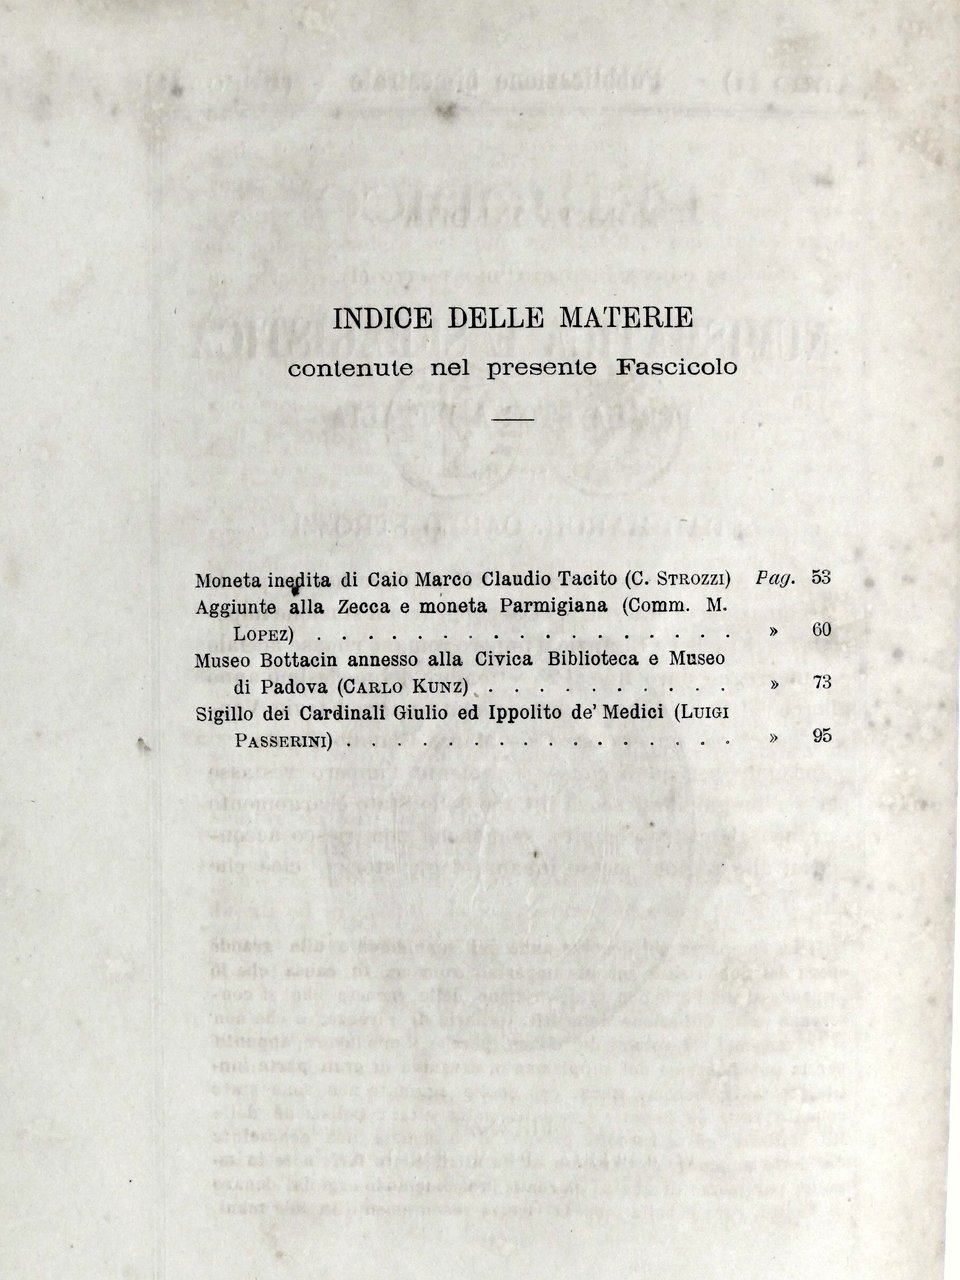 INDICE DELLE MATERIE
contenute nel presente Fascicolo
Moneta inedita di Caio Marco Claudio Tacito (C. STROZZI) Pag. 53
Aggiunte alla Zecca e moneta Parmigiana (Comm. M.
LOPEZ) . . . . . . . . . . . . . . . . . » 60
Museo Bottacin annesso alla Civica Biblioteca e Museo
di Padova (CARLO KUNZ) . . . . . . . . . . » 73
Sigillo dei Cardinali Giulio ed Ippolito de' Medici (LUIGI
PASSERINI) . . . . . . . . . . . . . . . . » 95